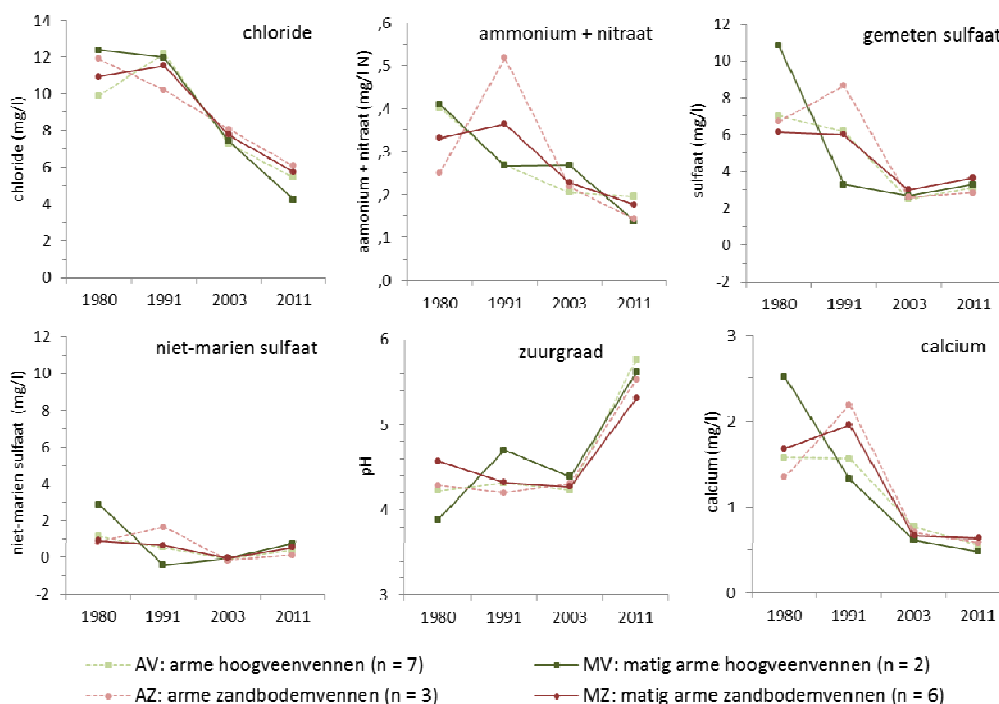 chloride
chloride (mg/l)
14
12
10
8
6
4
2
0
1980 1991 2003 2011
ammonium + nitraat
aamonium + nitraat (mg/l N)
,6
,5
,4
,3
,2
,1
,0
1980 1991 2003 2011
gemeten sulfaat
sulfaat (mg/l)
12
10
8
6
4
2
0
-2
1980 1991 2003 2011
niet-marien sulfaat
niet-marien sulfaat (mg/l)
12
10
8
6
4
2
0
-2
1980 1991 2003 2011
zuurgraad
pH
6
5
4
3
1980 1991 2003 2011
calcium
calcium (mg/l)
3
2
1
0
1980 1991 2003 2011
AV: arme hoogveenvennen (n = 7)
MV: matig arme hoogveenvennen (n = 2)
AZ: arme zandbodemvennen (n = 3)
MZ: matig arme zandbodemvennen (n = 6)